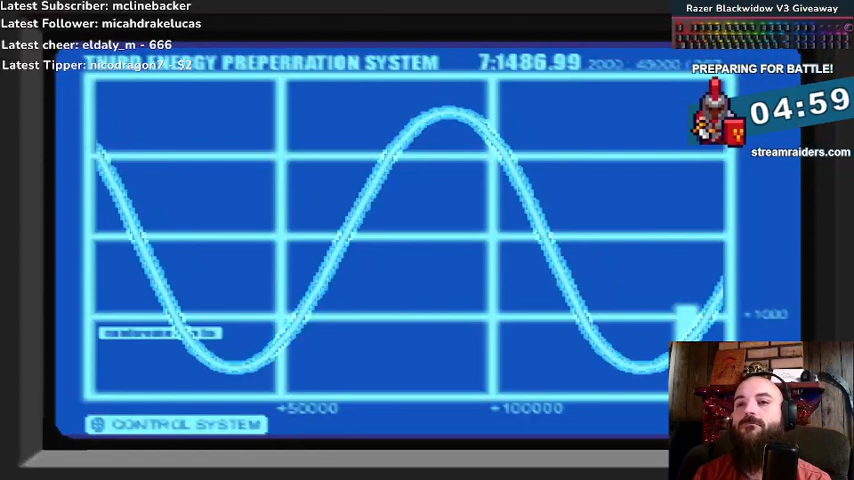 Latest Subscriber: mclinebacker
Latest Follower: micahdrakelucas
Latest cheer: eldaly_m - 666
Latest Tipper: nicodragon7 - $2
Razer Blackwidow V3 Giveaway
PREPERRATION SYSTEM
7:1486.99
PREPARING FOR BATTLE!
04:59
streamraiders.com
+1000
+50000
+100000
CONTROL SYSTEM